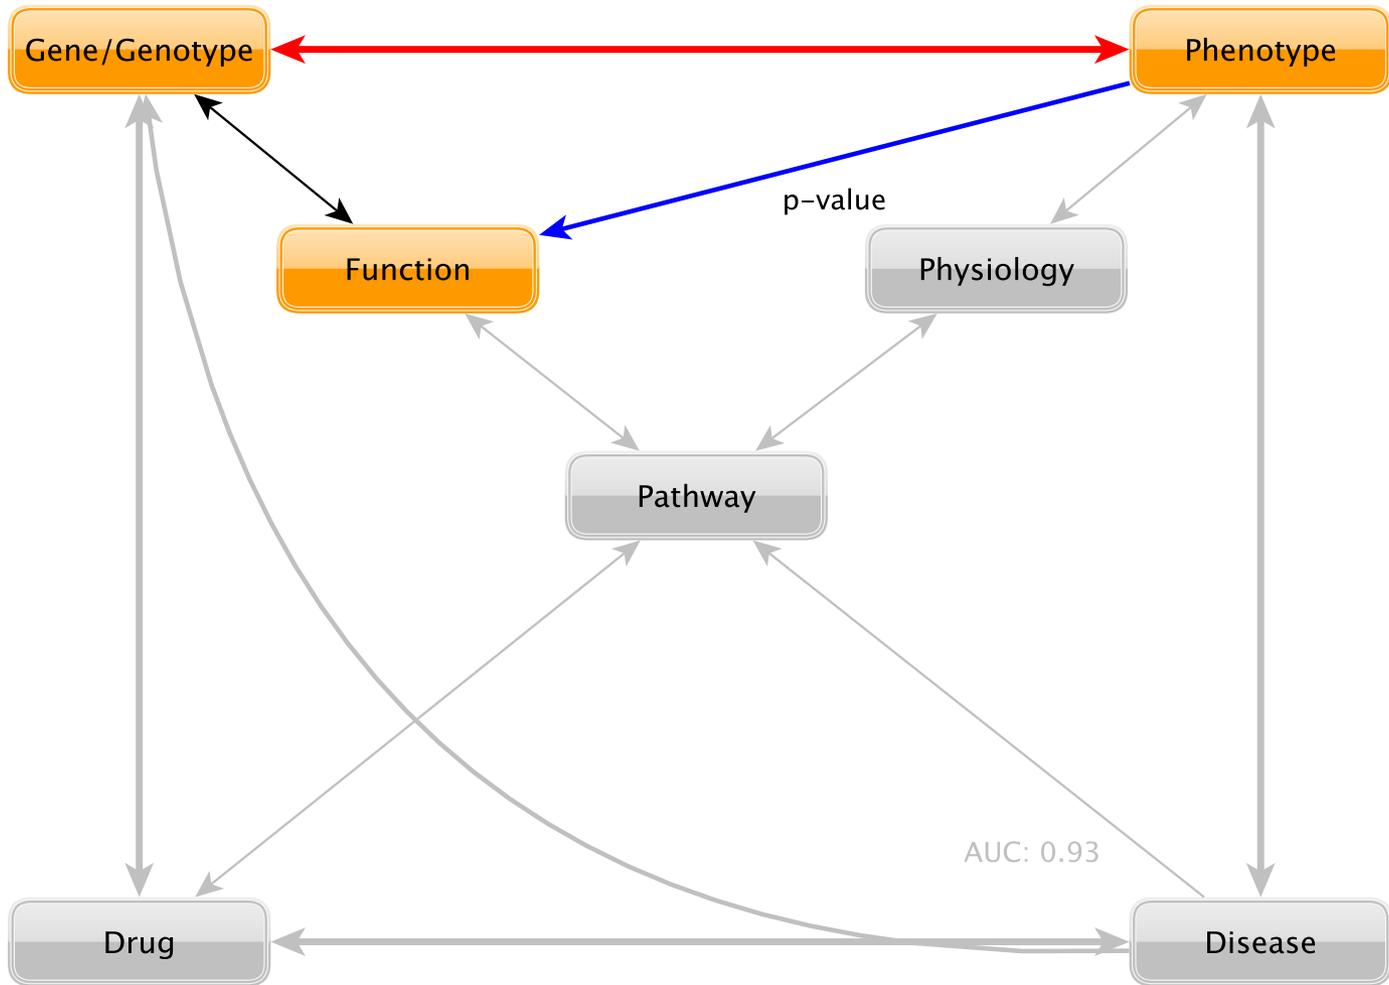 Gene/Genotype
Phenotype
p-value
Function
Physiology
Pathway
AUC: 0.93
Drug
Disease